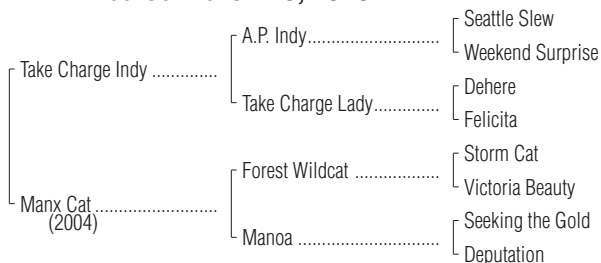 Seattle Slew
A.P. Indy
Weekend Surprise
Take Charge Indy
Dehere
Take Charge Lady
Felicita
Storm Cat
Forest Wildcat
Victoria Beauty
Manx Cat
(2004)
Seeking the Gold
Manoa
Deputation